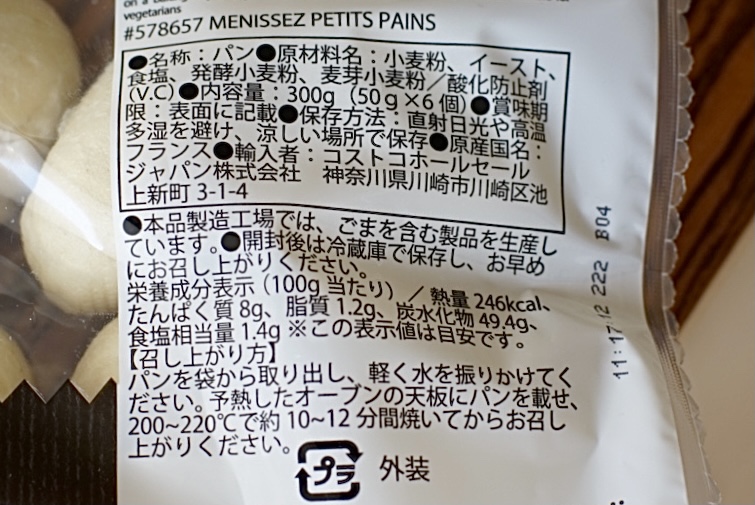 vegetarians
#578657 MENISSEZ PETITS PAINS
●名称：パン●原材料名：小麦粉、イースト、
食塩、発酵小麦粉、麦芽小麦粉／酸化防止剤
(V.C)●内容量：300g（50g×6個）●賞味期
限：表面に記載●保存方法：直射日光や高温
多湿を避け、涼しい場所で保存●原産国名：
フランス●輸入者：コストコホールセール
ジャパン株式会社　神奈川県川崎市川崎区池
上新町 3-1-4
●本品製造工場では、ごまを含む製品を生産し
ています。●開封後は冷蔵庫で保存し、お早め
にお召し上がりください。
栄養成分表示（100g 当たり）／熱量 246kcal、
たんぱく質 8g、脂質 1.2g、炭水化物 49.4g、
食塩相当量 1.4g ※この表示値は目安です。
【召し上がり方】
パンを袋から取り出し、軽く水を振りかけてく
ださい。予熱したオーブンの天板にパンを載せ、
200~220℃で約 10~12 分間焼いてからお召し
上がりください。
プラ 外装
11:17 12 222 B04